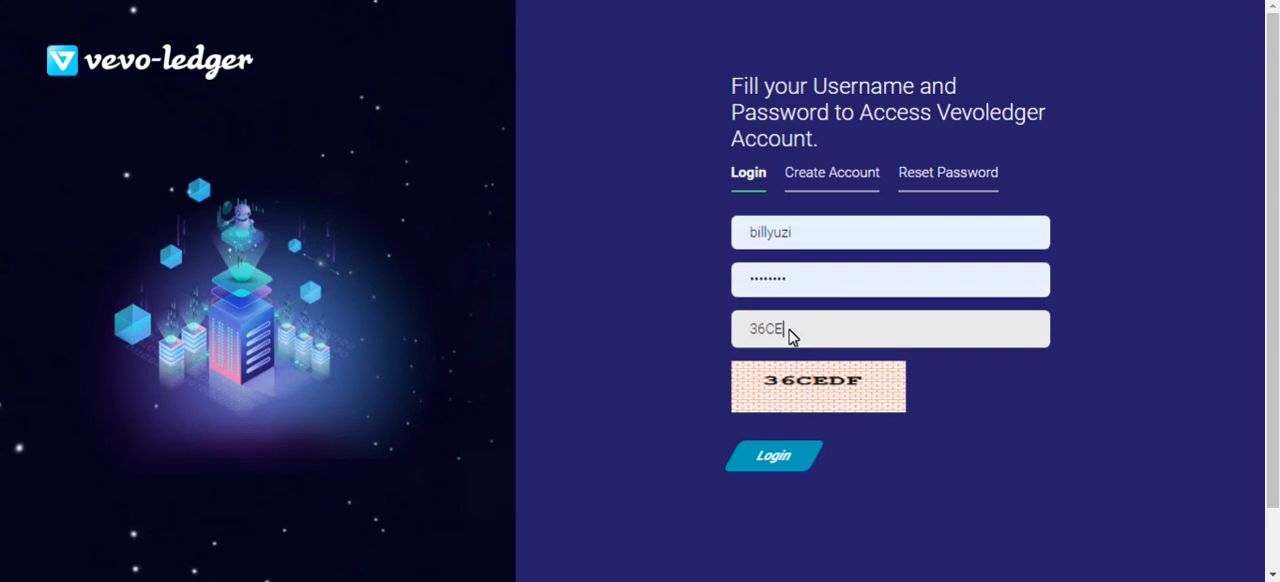 vevo-ledger
Fill your Username and
Password to Access Vevoledger
Account.
Login Create Account Reset Password
billyuzi
••••••••
36CE
36CEDF
Login